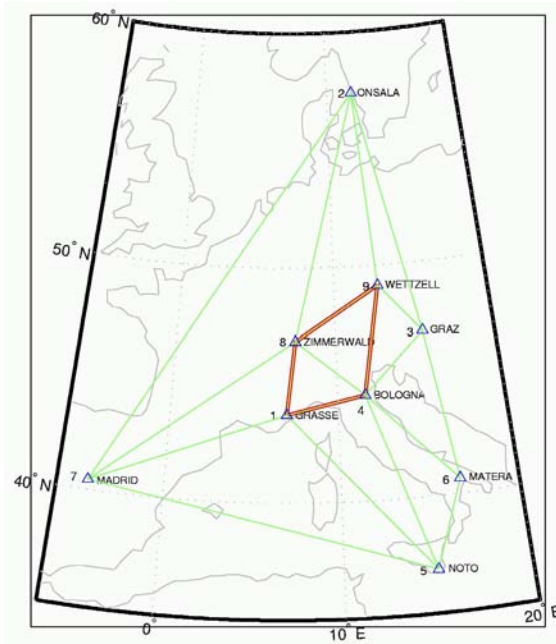 60° N
2 ONSALA
50° N
9 WETTZELL
3 GRAZ
8 ZIMMERWALD
BOLOGNA
4
1 GRASSE
7 MADRID
6 MATERA
40° N
5 NOTO
0°
10° E
20° E